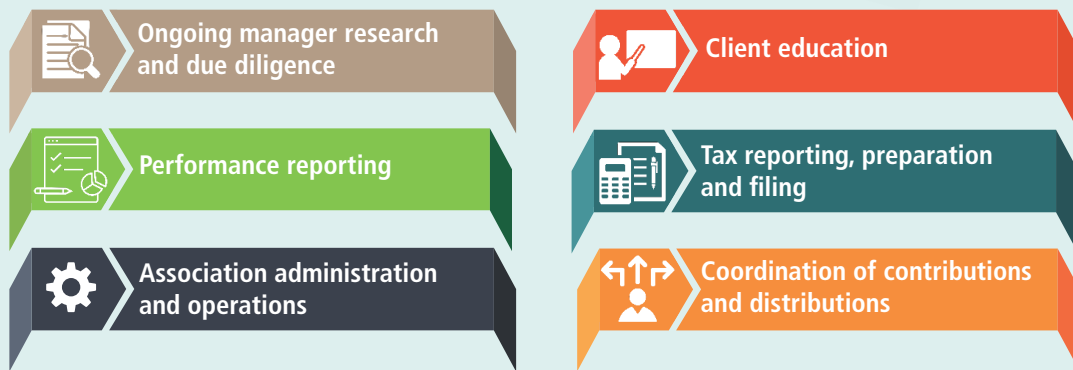 Ongoing manager research
and due diligence
Performance reporting
Association administration
and operations
Client education
Tax reporting, preparation
and filing
Coordination of contributions
and distributions